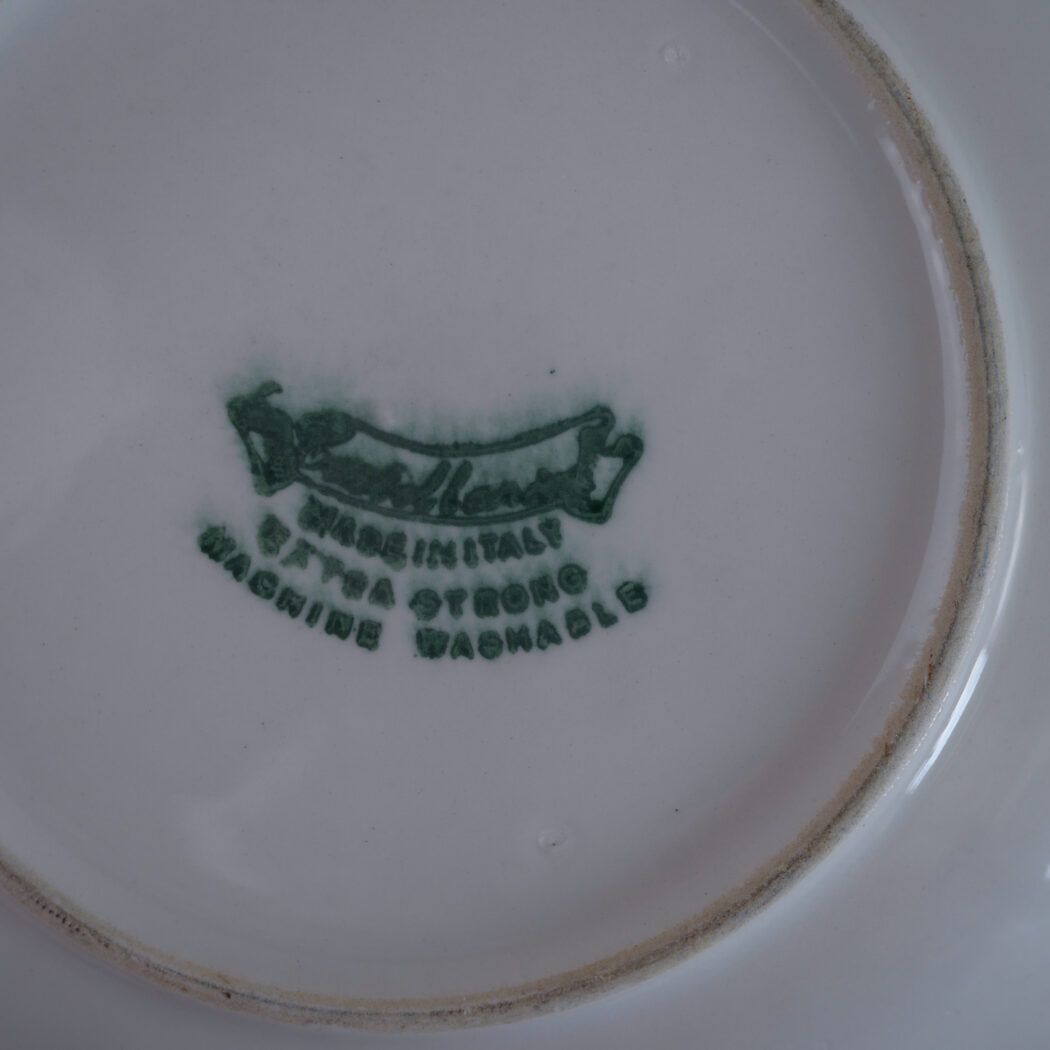 MADE IN ITALY
EXTRA STRONG
MACHINE WASHABLE